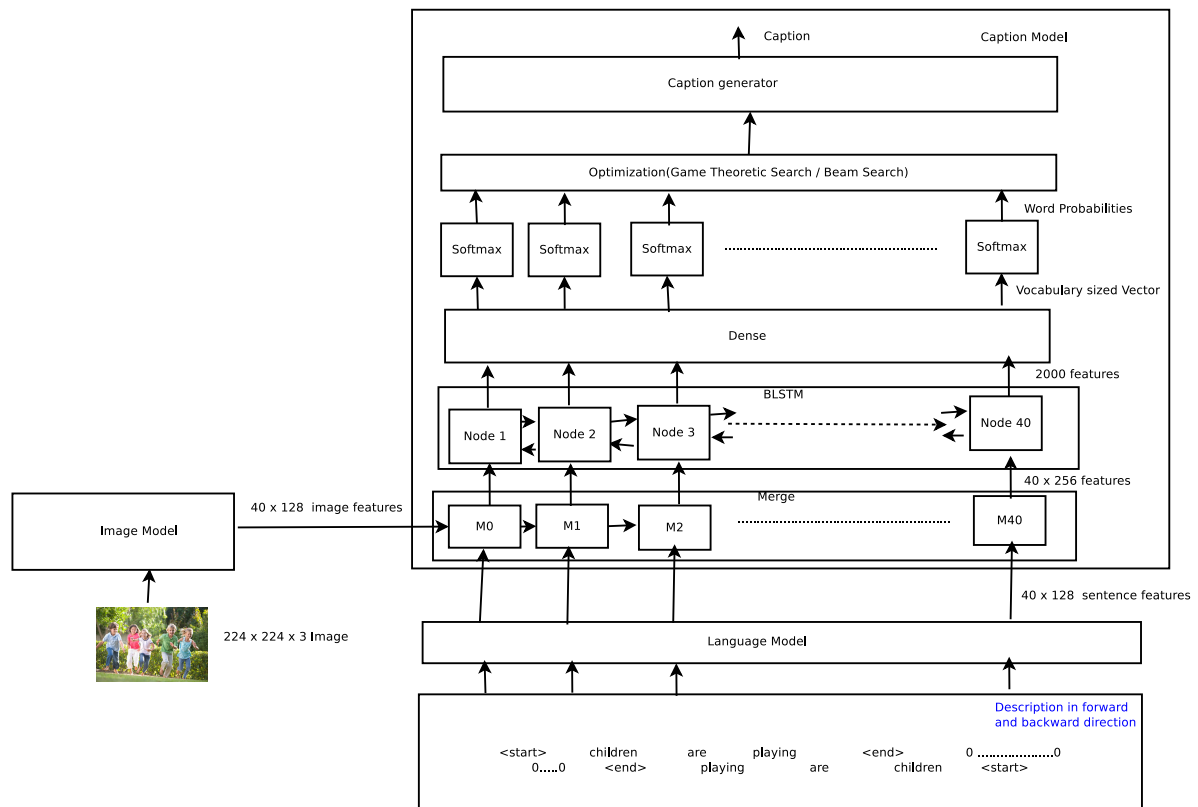 Caption
Caption Model
Caption generator
Optimization(Game Theoretic Search / Beam Search)
Word Probabilities
Softmax
Softmax
Softmax
........................................................
Softmax
Vocabulary sized Vector
Dense
2000 features
BLSTM
Node 1
Node 2
Node 3
Node 40
40 x 256 features
Merge
40 x 128 image features
Image Model
M0
M1
M2
........................................................
M40
40 x 128 sentence features
224 x 224 x 3 Image
Language Model
Description in forward
and backward direction
<start> children are playing <end> 0 ....................0
0.....0 <end> playing are children <start>